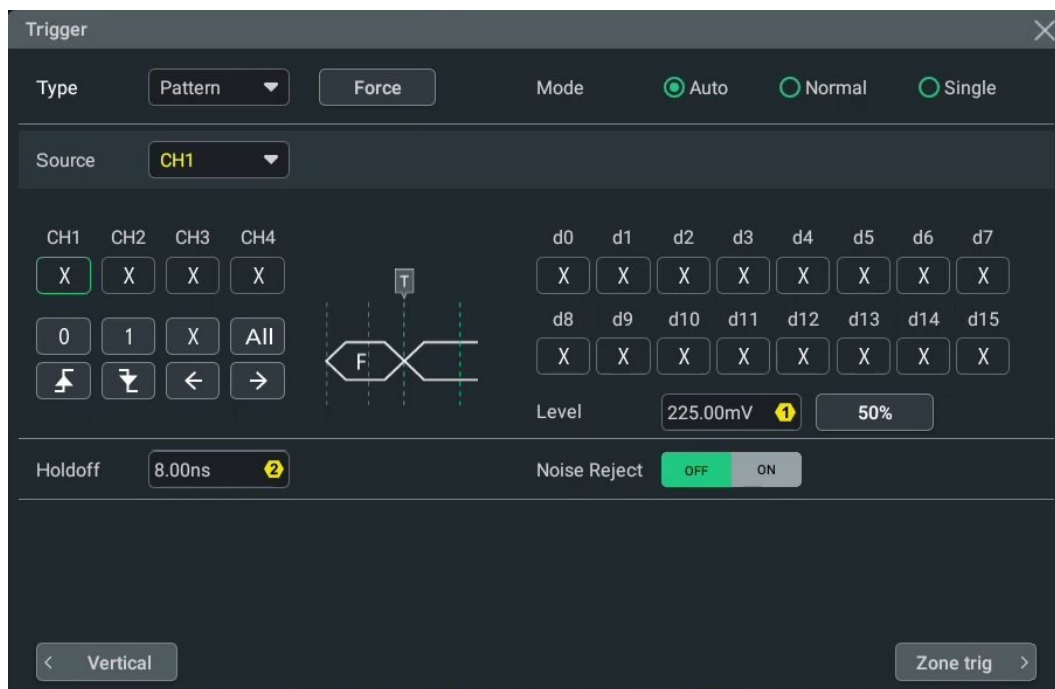 Trigger
Type Pattern Force Mode Auto Normal Single
Source CH1
CH1 CH2 CH3 CH4
X X X X
0 1 X All
T
F
d0 d1 d2 d3 d4 d5 d6 d7
X X X X X X X X
d8 d9 d10 d11 d12 d13 d14 d15
X X X X X X X X
Level 225.00mV 1 50%
Holdoff 8.00ns 2 Noise Reject OFF ON
< Vertical Zone trig >